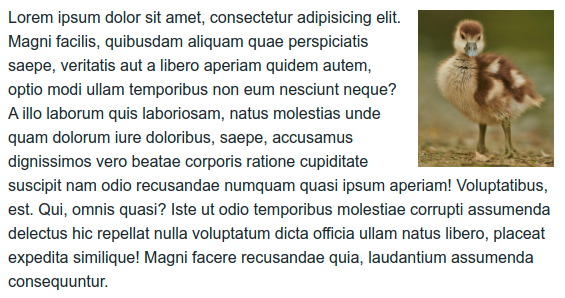 Lorem ipsum dolor sit amet, consectetur adipisicing elit.
Magni facilis, quibusdam aliquam quae perspiciatis
saepe, veritatis aut a libero aperiam quidem autem,
optio modi ullam temporibus non eum nesciunt neque?
A illo laborum quis laboriosam, natus molestias unde
quam dolorum iure doloribus, saepe, accusamus
dignissimos vero beatae corporis ratione cupiditate
suscipit nam odio recusandae numquam quasi ipsum aperiam! Voluptatibus,
est. Qui, omnis quasi? Iste ut odio temporibus molestiae corrupti assumenda
delectus hic repellat nulla voluptatum dicta officia ullam natus libero, placeat
expedita similique! Magni facere recusandae quia, laudantium assumenda
consequuntur.